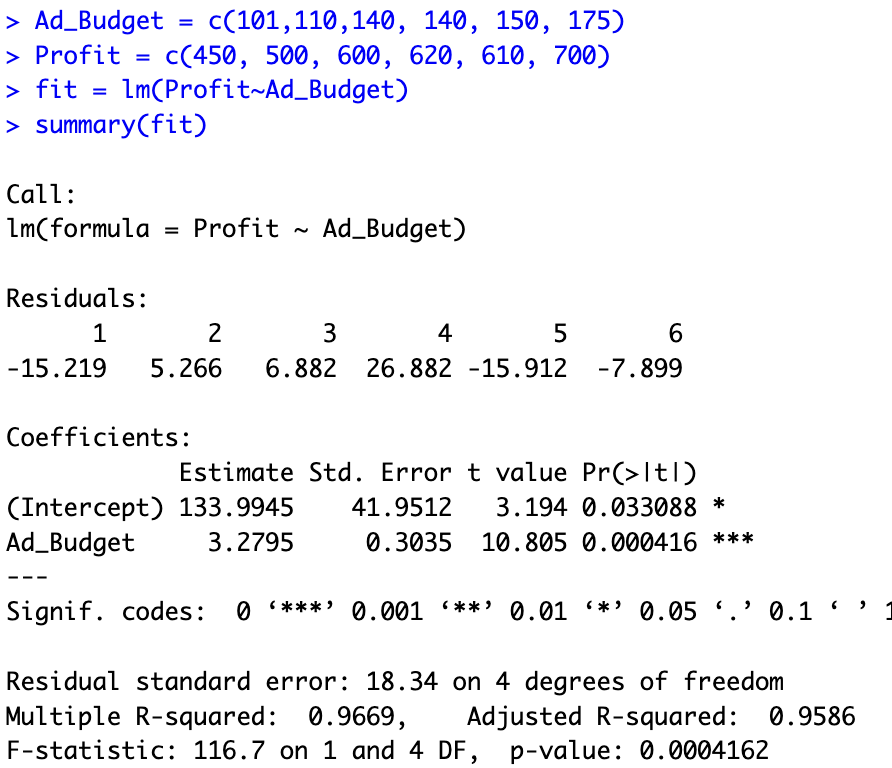 > Ad_Budget = c(101,110,140, 140, 150, 175)
> Profit = c(450, 500, 600, 620, 610, 700)
> fit = lm(Profit~Ad_Budget)
> summary(fit)

Call:
lm(formula = Profit ~ Ad_Budget)

Residuals:
      1       2       3       4       5       6
-15.219   5.266   6.882  26.882 -15.912  -7.899

Coefficients:
            Estimate Std. Error t value Pr(>|t|)
(Intercept) 133.9945    41.9512   3.194 0.033088 *
Ad_Budget     3.2795     0.3035  10.805 0.000416 ***
---
Signif. codes:  0 ‘***’ 0.001 ‘**’ 0.01 ‘*’ 0.05 ‘.’ 0.1 ‘ ’ 1

Residual standard error: 18.34 on 4 degrees of freedom
Multiple R-squared:  0.9669,    Adjusted R-squared:  0.9586
F-statistic: 116.7 on 1 and 4 DF,  p-value: 0.0004162